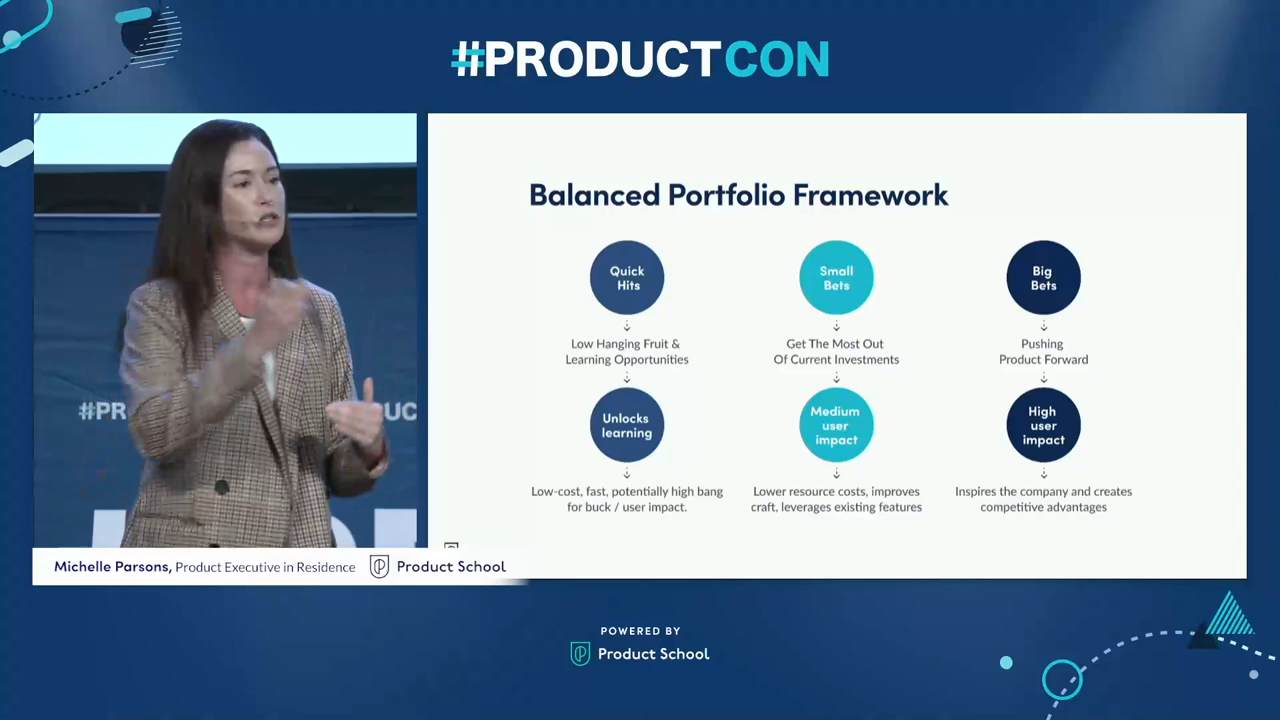 #PRODUCTCON
Balanced Portfolio Framework
Quick
Hits
Small
Bets
Big
Bets
Low Hanging Fruit &
Learning Opportunities
Get The Most Out
Of Current Investments
Pushing
Product Forward
Unlocks
learning
Medium
user
impact
High
user
impact
Low-cost, fast, potentially high bang
for buck / user impact.
Lower resource costs, improves
craft, leverages existing features
Inspires the company and creates
competitive advantages
#PR
UC
Michelle Parsons, Product Executive in Residence
Product School
POWERED BY
Product School